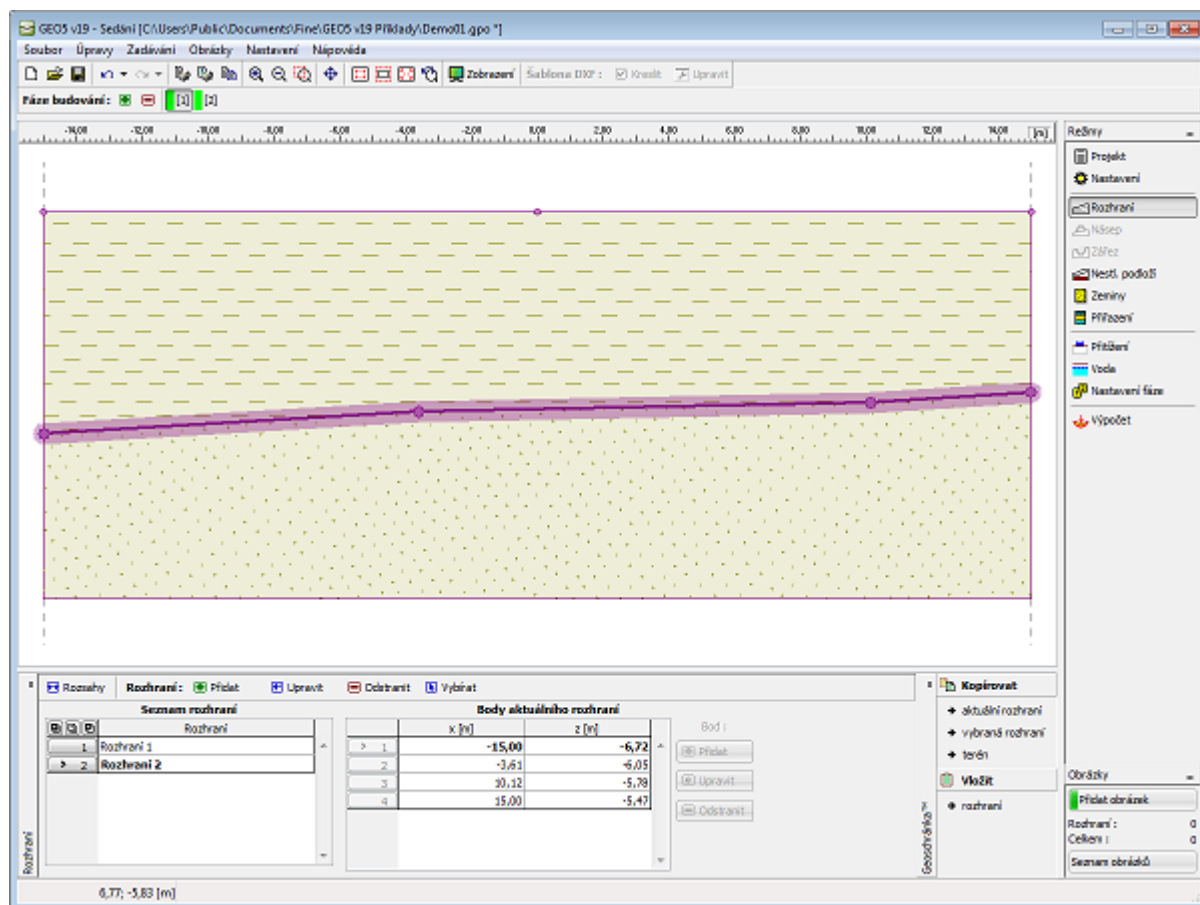 GEO5 v19 - Sedání [C:\Users\Public\Documents\Fine\GEO5 v19 Příklady\Demo01.gpo *]
Soubor Úpravy Zadávání Obrázky Nastavení Nápověda
Zobrazení Šablona DXF : Kreslit Upravit
Fáze budování : [1] [2]
-14,00 -12,00 -10,00 -8,00 -6,00 -4,00 -2,00 0,00 2,00 4,00 6,00 8,00 10,00 12,00 14,00 [m]
Režimy
Projekt
Nastavení
Rozhraní
Násep
Zářez
Nestl. podloží
Zeminy
Přiřazení
Přitížení
Voda
Nastavení fáze
Výpočet
Rozsahy Rozhraní : Přidat Upravit Odstranit Vybírat
Seznam rozhraní
Rozhraní
1 Rozhraní 1
> 2 Rozhraní 2
Body aktuálního rozhraní
x [m] z [m]
> 1 -15,00 -6,72
2 -3,61 -6,05
3 10,12 -5,78
4 15,00 -5,47
Bod :
Přidat
Upravit
Odstranit
Rozhraní
Geoschránka™
Kopírovat
aktuální rozhraní
vybraná rozhraní
terén
Vložit
rozhraní
Obrázky
Přidat obrázek
Rozhraní : 0
Celkem : 0
Seznam obrázků
6,77; -5,83 [m]